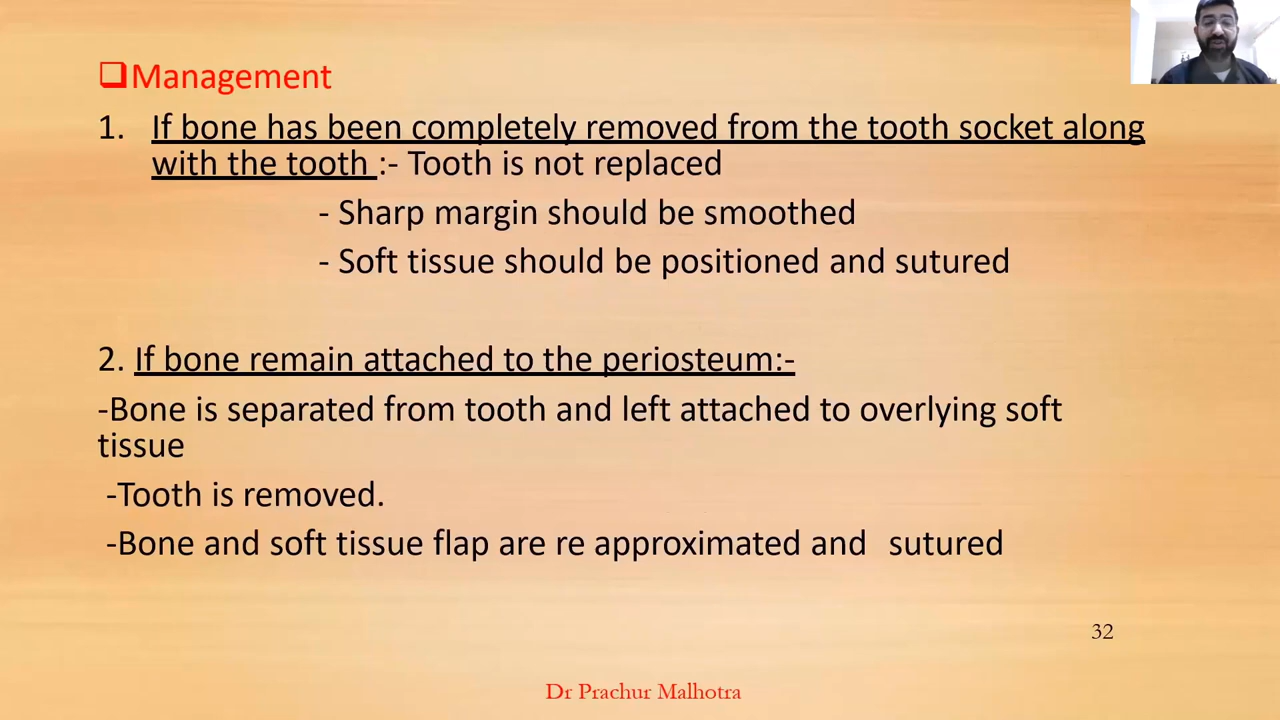 ❑Management
1. If bone has been completely removed from the tooth socket along
with the tooth :- Tooth is not replaced
- Sharp margin should be smoothed
- Soft tissue should be positioned and sutured
2. If bone remain attached to the periosteum:-
-Bone is separated from tooth and left attached to overlying soft
tissue
-Tooth is removed.
-Bone and soft tissue flap are re approximated and sutured
32
Dr Prachur Malhotra